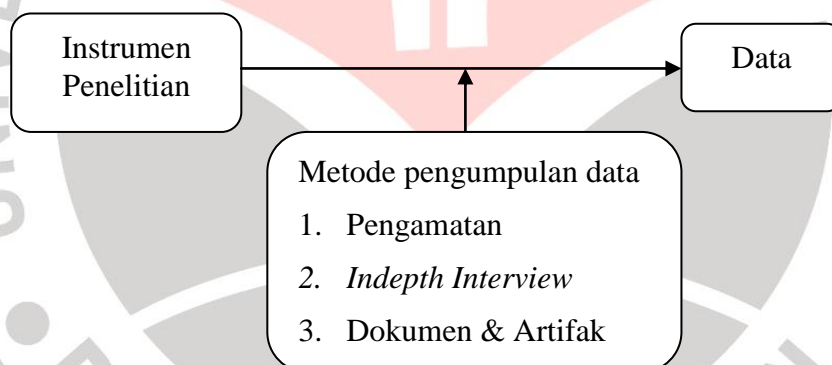 Instrumen
Penelitian
Data
Metode pengumpulan data
1. Pengamatan
2. Indepth Interview
3. Dokumen & Artifak